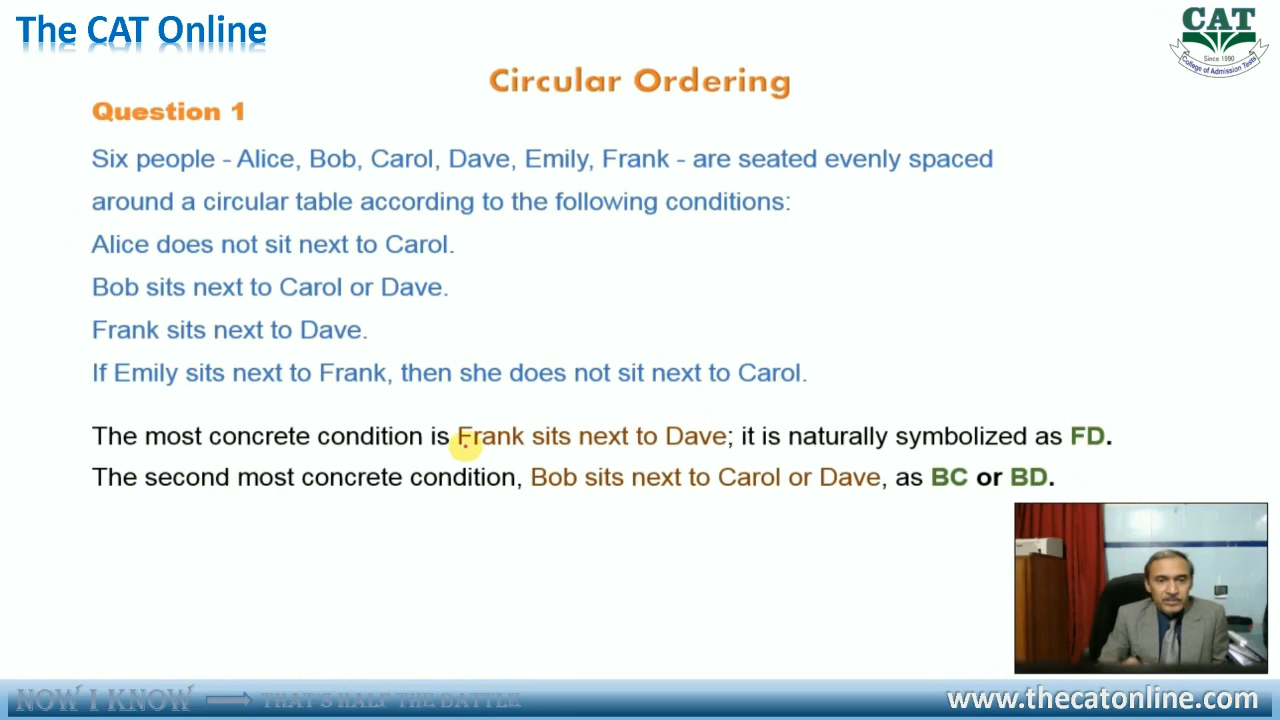 The CAT Online
CAT
Since 1990
College of Admission Tests
Circular Ordering
Question 1
Six people - Alice, Bob, Carol, Dave, Emily, Frank - are seated evenly spaced
around a circular table according to the following conditions:
Alice does not sit next to Carol.
Bob sits next to Carol or Dave.
Frank sits next to Dave.
If Emily sits next to Frank, then she does not sit next to Carol.
The most concrete condition is Frank sits next to Dave; it is naturally symbolized as FD.
The second most concrete condition, Bob sits next to Carol or Dave, as BC or BD.
NOW I KNOW THAT'S HALF THE BATTLE
www.thecatonline.com